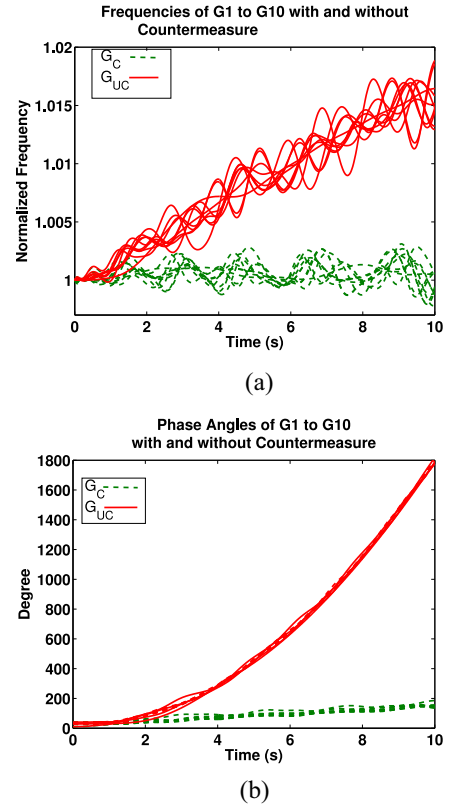 Frequencies of G1 to G10 with and without
Countermeasure
1.02
1.015
1.01
1.005
1
Normalized Frequency
G_C
G_UC
0 2 4 6 8 10
Time (s)
(a)
Phase Angles of G1 to G10
with and without Countermeasure
1800
1600
1400
1200
1000
800
600
400
200
0
Degree
G_C
G_UC
0 2 4 6 8 10
Time (s)
(b)